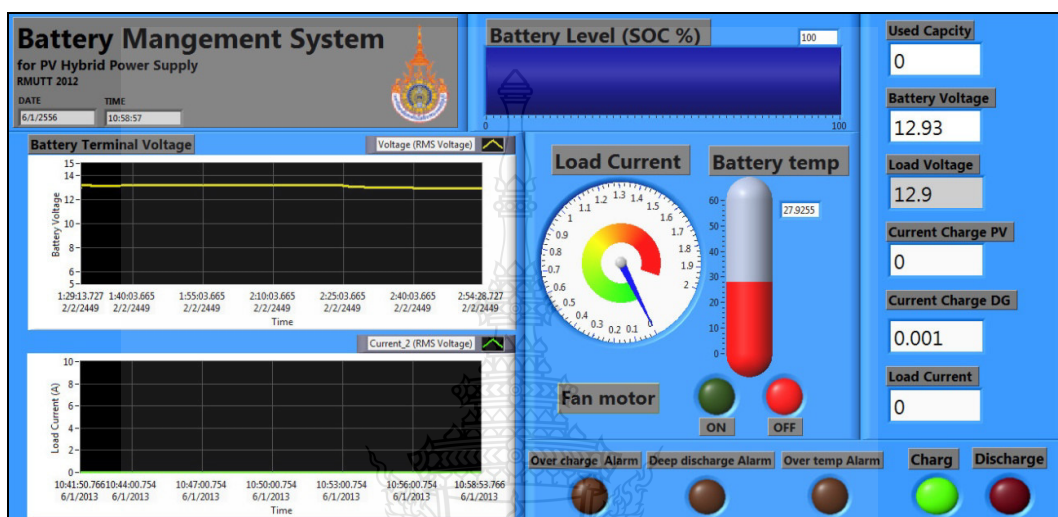 Battery Mangement System
for PV Hybrid Power Supply
RMUTT 2012
DATE
TIME
6/1/2556
10:58:57
Battery Level (SOC %)
100
0
100
Used Capcity
0
Battery Voltage
12.93
Load Voltage
12.9
Current Charge PV
0
Current Charge DG
0.001
Load Current
0
Battery Terminal Voltage
Voltage (RMS Voltage)
Battery Voltage
15
14
12
10
8
6
5
1:29:13.727 1:40:03.665 1:55:03.665 2:10:03.665 2:25:03.665 2:40:03.665 2:54:28.727
2/2/2449 2/2/2449 2/2/2449 2/2/2449 2/2/2449 2/2/2449 2/2/2449
Time
Current_2 (RMS Voltage)
Load Current (A)
10
8
6
4
2
0
10:41:50.766 10:44:00.754 10:47:00.754 10:50:00.754 10:53:00.754 10:56:00.754 10:58:53.766
6/1/2013 6/1/2013 6/1/2013 6/1/2013 6/1/2013 6/1/2013 6/1/2013
Time
Load Current
0 0.1 0.2 0.3 0.4 0.5 0.6 0.7 0.8 0.9 1 1.1 1.2 1.3 1.4 1.5 1.6 1.7 1.8 1.9 2
Battery temp
60
50
40
30
20
10
0
27.9255
Fan motor
ON
OFF
Over charge Alarm
Deep discharge Alarm
Over temp Alarm
Charg
Discharge